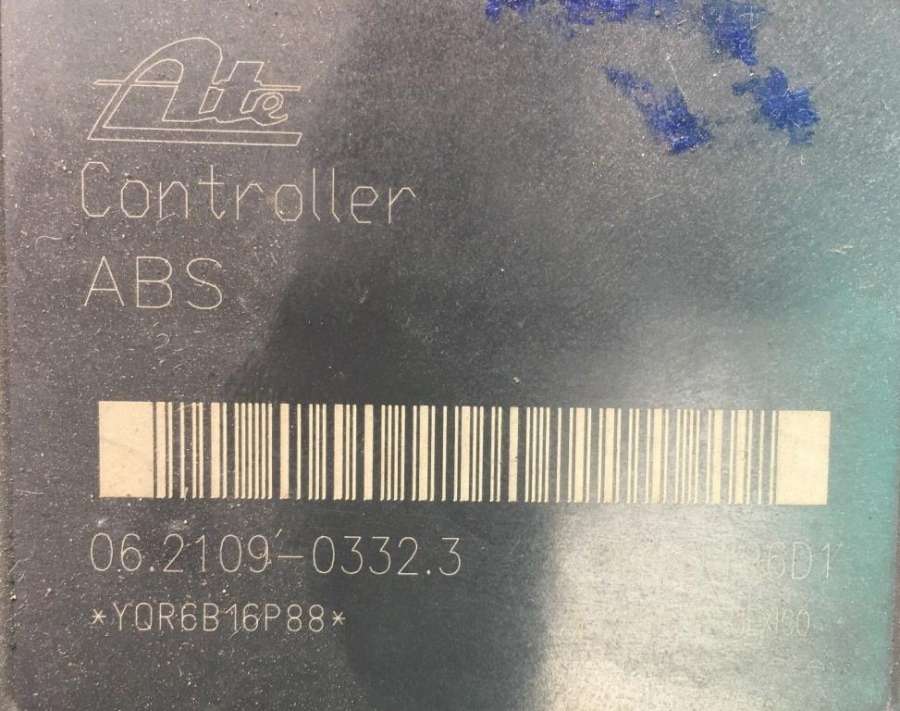 Ate
Controller
ABS
06.2109-0332.3
*YQR6B16P88*